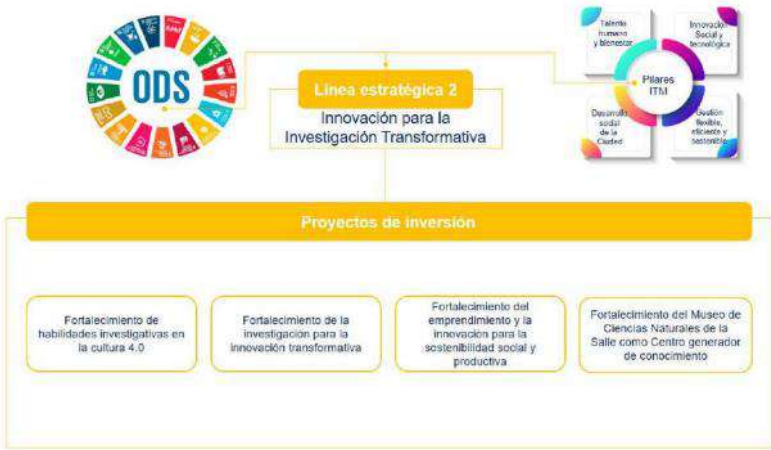 ODS
Línea estratégica 2
Innovación para la
Investigación Transformativa
Talento
humano
y bienestar
Innovación
Social y
tecnológica
Pilares
ITM
Desarrollo
social
de la
Ciudad
Gestión
flexible,
eficiente y
sostenible
Proyectos de inversión
Fortalecimiento de
habilidades investigativas en
la cultura 4.0
Fortalecimiento de la
investigación para la
innovación transformativa
Fortalecimiento del
emprendimiento y la
innovación para la
sostenibilidad social y
productiva
Fortalecimiento del Museo de
Ciencias Naturales de la
Salle como Centro generador
de conocimiento